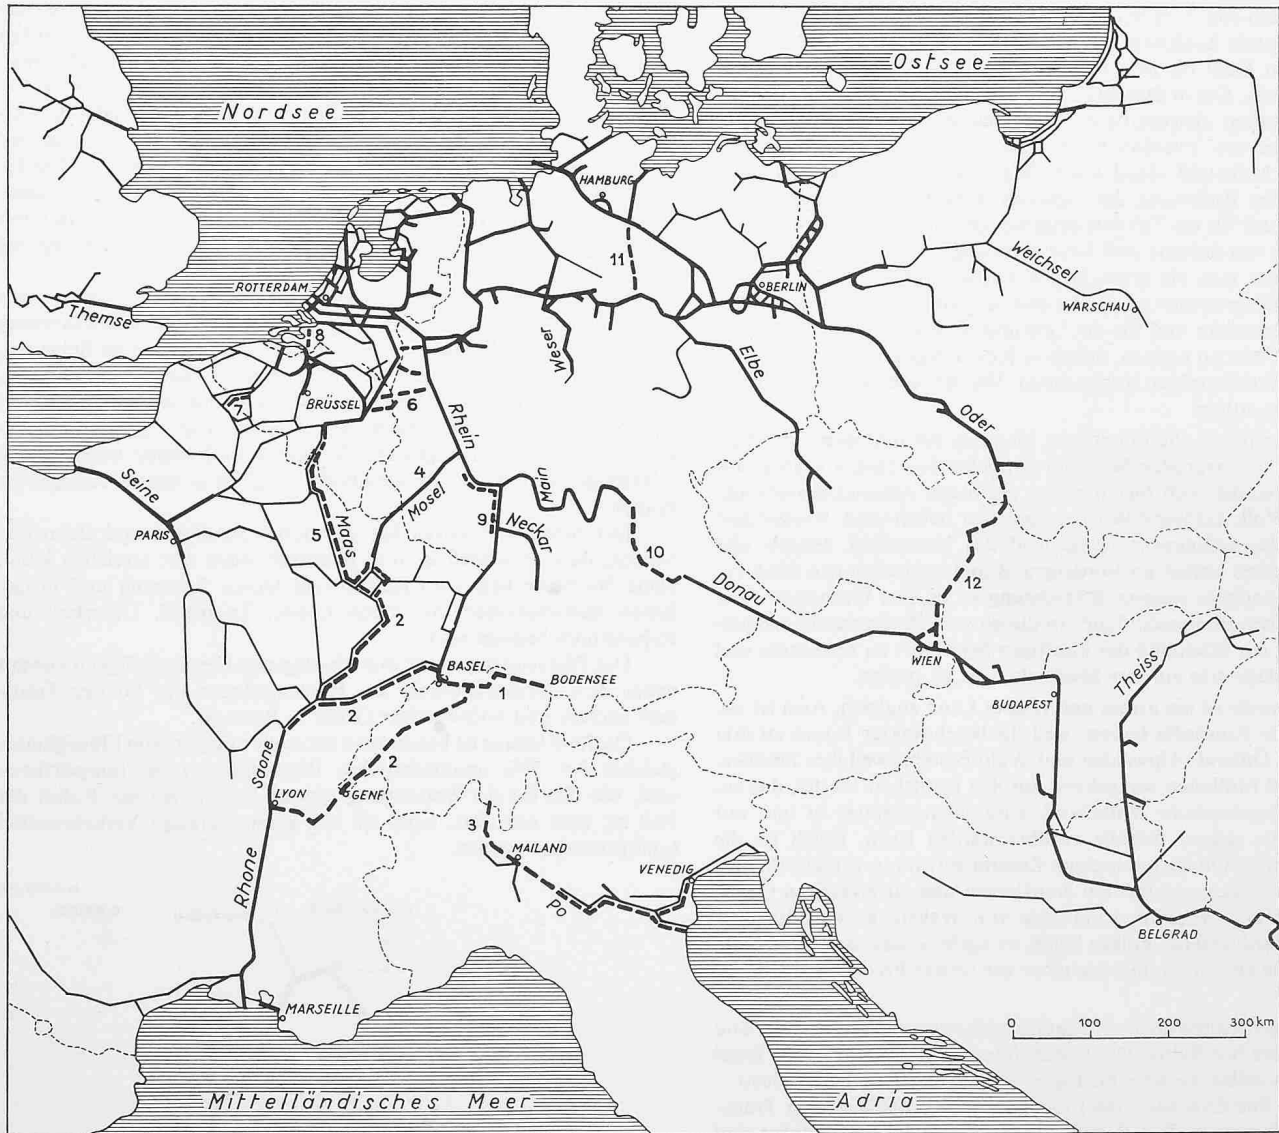 Ostsee
Nordsee
HAMBURG
11
Weichsel
ROTTERDAM
BERLIN
Themse
WARSCHAU
8
Weser
Elbe
7
BRÜSSEL
6
Rhein
Oder
Seine
4
Mosel
Main
PARIS
5
Maas
9
Neckar
10
Donau
12
2
WIEN
Theiss
BASEL
1
BODENSEE
2
BUDAPEST
Saone
2
LYON
GENF
3
MAILAND
VENEDIG
Rhone
Po
BELGRAD
MARSEILLE
0 100 200 300 km
Mittelländisches Meer
Adria